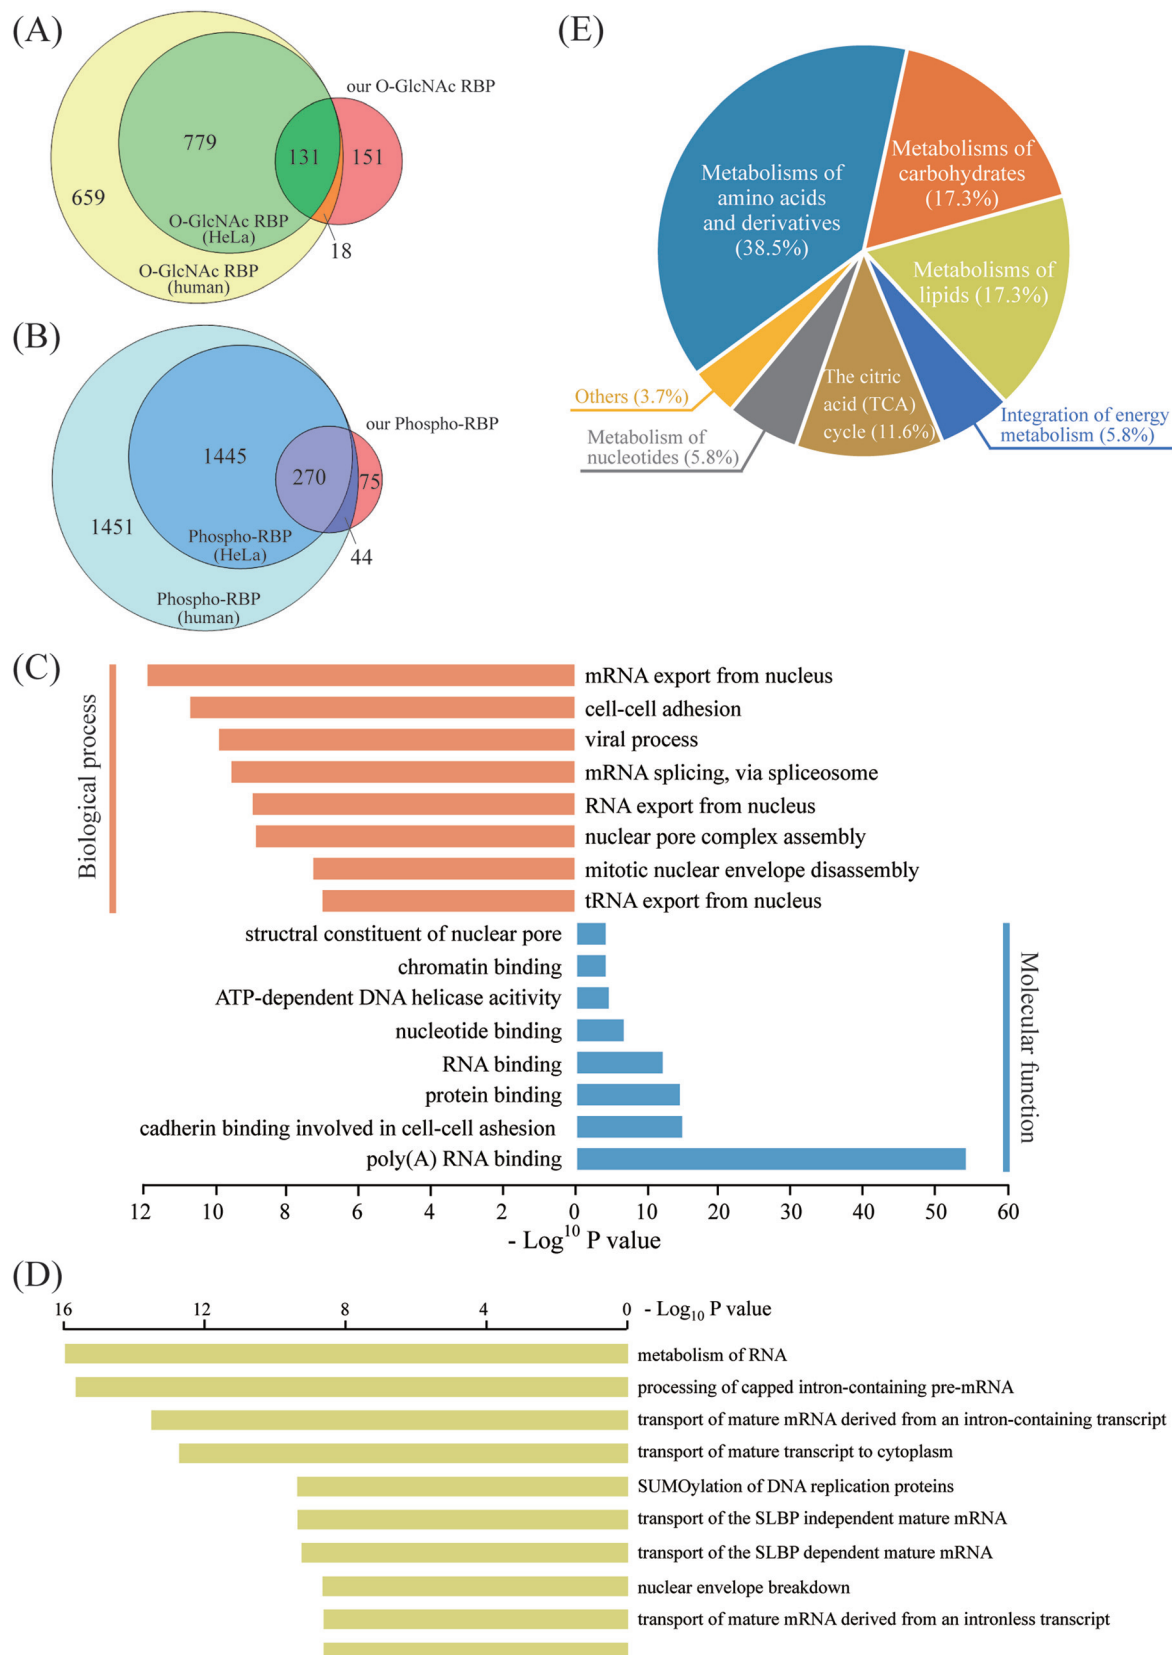 (A)
our O-GlcNAc RBP
779
131
151
659
O-GlcNAc RBP
(HeLa)
18
O-GlcNAc RBP
(human)
(B)
our Phospho-RBP
1445
270
75
1451
Phospho-RBP
(HeLa)
44
Phospho-RBP
(human)
(E)
Metabolisms of
amino acids
and derivatives
(38.5%)
Metabolisms of
carbohydrates
(17.3%)
Metabolisms of
lipids (17.3%)
The citric
acid (TCA)
cycle (11.6%)
Others (3.7%)
Metabolism of
nucleotides (5.8%)
Integration of energy
metabolism (5.8%)
(C)
Biological process
mRNA export from nucleus
cell-cell adhesion
viral process
mRNA splicing, via spliceosome
RNA export from nucleus
nuclear pore complex assembly
mitotic nuclear envelope disassembly
tRNA export from nucleus
structral constituent of nuclear pore
chromatin binding
ATP-dependent DNA helicase acitivity
nucleotide binding
RNA binding
protein binding
cadherin binding involved in cell-cell ashesion
poly(A) RNA binding
Molecular function
12 10 8 6 4 2 0 10 20 30 40 50 60
- Log¹⁰ P value
(D)
16 12 8 4 0 - Log₁₀ P value
metabolism of RNA
processing of capped intron-containing pre-mRNA
transport of mature mRNA derived from an intron-containing transcript
transport of mature transcript to cytoplasm
SUMOylation of DNA replication proteins
transport of the SLBP independent mature mRNA
transport of the SLBP dependent mature mRNA
nuclear envelope breakdown
transport of mature mRNA derived from an intronless transcript